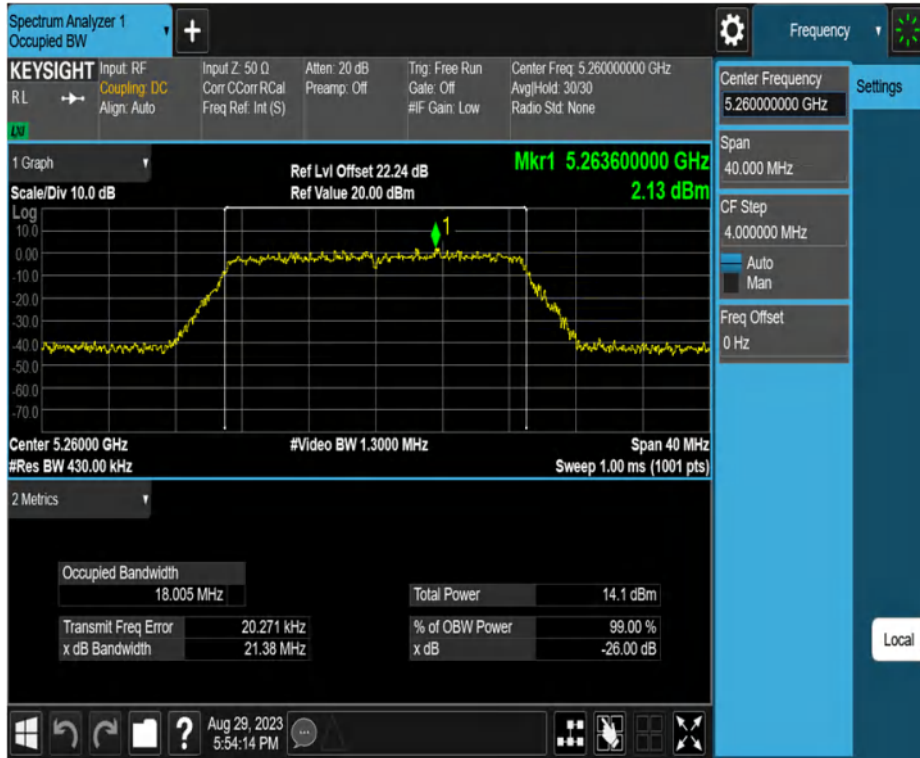 Spectrum Analyzer 1
Occupied BW
+
Frequency
KEYSIGHT
RL
LXI
Input: RF
Coupling: DC
Align: Auto
Input Z: 50 Ω
Corr CCorr RCal
Freq Ref: Int (S)
Atten: 20 dB
Preamp: Off
Trig: Free Run
Gate: Off
#IF Gain: Low
Center Freq: 5.260000000 GHz
Avg|Hold: 30/30
Radio Std: None
Center Frequency
5.260000000 GHz
Settings
Span
40.000 MHz
CF Step
4.000000 MHz
Auto
Man
Freq Offset
0 Hz
1 Graph
Scale/Div 10.0 dB
Ref Lvl Offset 22.24 dB
Ref Value 20.00 dBm
Mkr1 5.263600000 GHz
2.13 dBm
Log
10.0
0.00
-10.0
-20.0
-30.0
-40.0
-50.0
-60.0
-70.0
1
Center 5.26000 GHz
#Video BW 1.3000 MHz
Span 40 MHz
#Res BW 430.00 kHz
Sweep 1.00 ms (1001 pts)
2 Metrics
Occupied Bandwidth
18.005 MHz
Total Power 14.1 dBm
Transmit Freq Error 20.271 kHz
% of OBW Power 99.00 %
x dB Bandwidth 21.38 MHz
x dB -26.00 dB
Local
?
Aug 29, 2023
5:54:14 PM